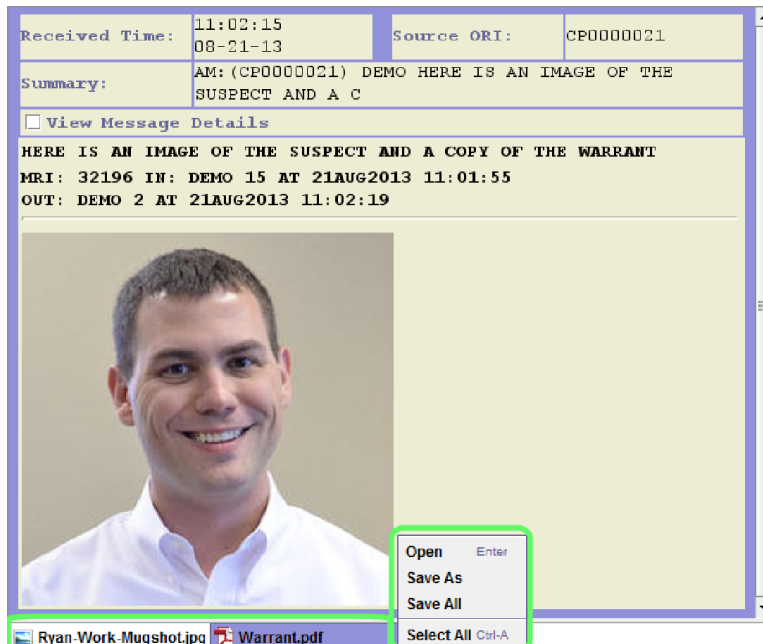 Received Time:
11:02:15
08-21-13
Source ORI:
CP0000021
Summary:
AM:(CP0000021) DEMO HERE IS AN IMAGE OF THE
SUSPECT AND A C
View Message Details
HERE IS AN IMAGE OF THE SUSPECT AND A COPY OF THE WARRANT
MRI: 32196 IN: DEMO 15 AT 21AUG2013 11:01:55
OUT: DEMO 2 AT 21AUG2013 11:02:19
Open Enter
Save As
Save All
Select All Ctrl-A
Ryan-Work-Mugshot.jpg
Warrant.pdf